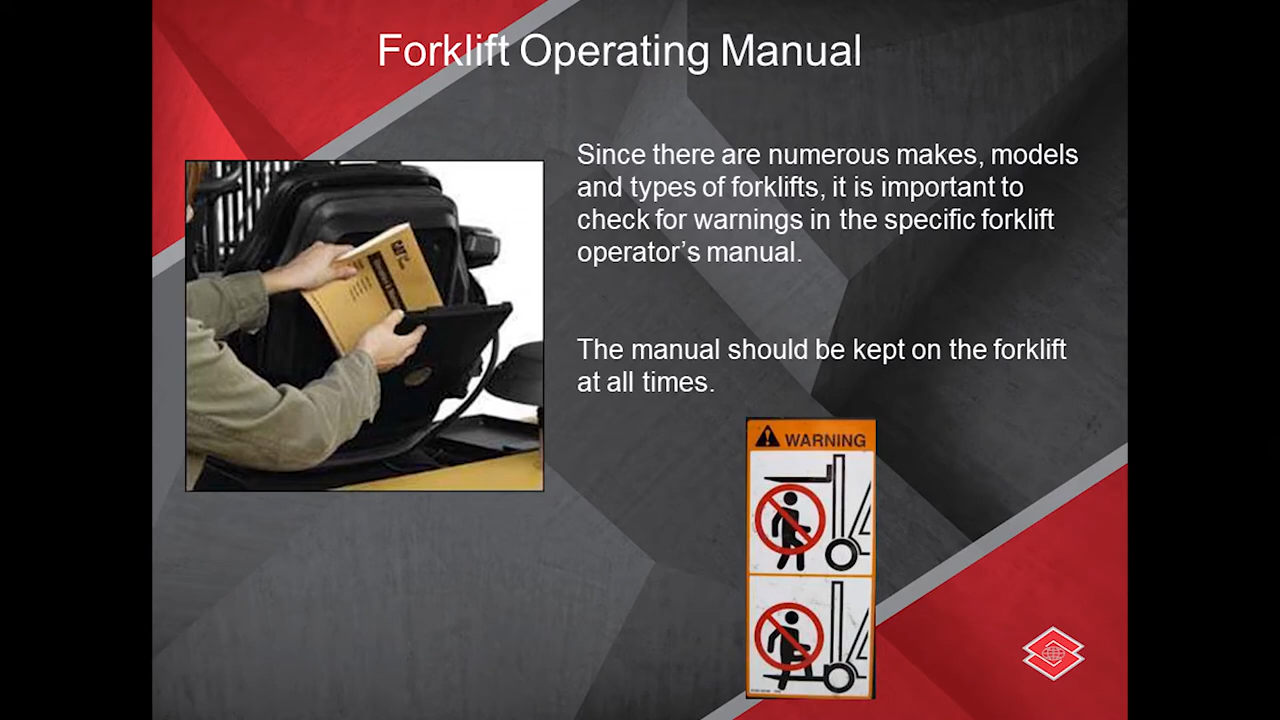 Forklift Operating Manual
Since there are numerous makes, models
and types of forklifts, it is important to
check for warnings in the specific forklift
operator’s manual.
The manual should be kept on the forklift
at all times.
CAT
WARNING